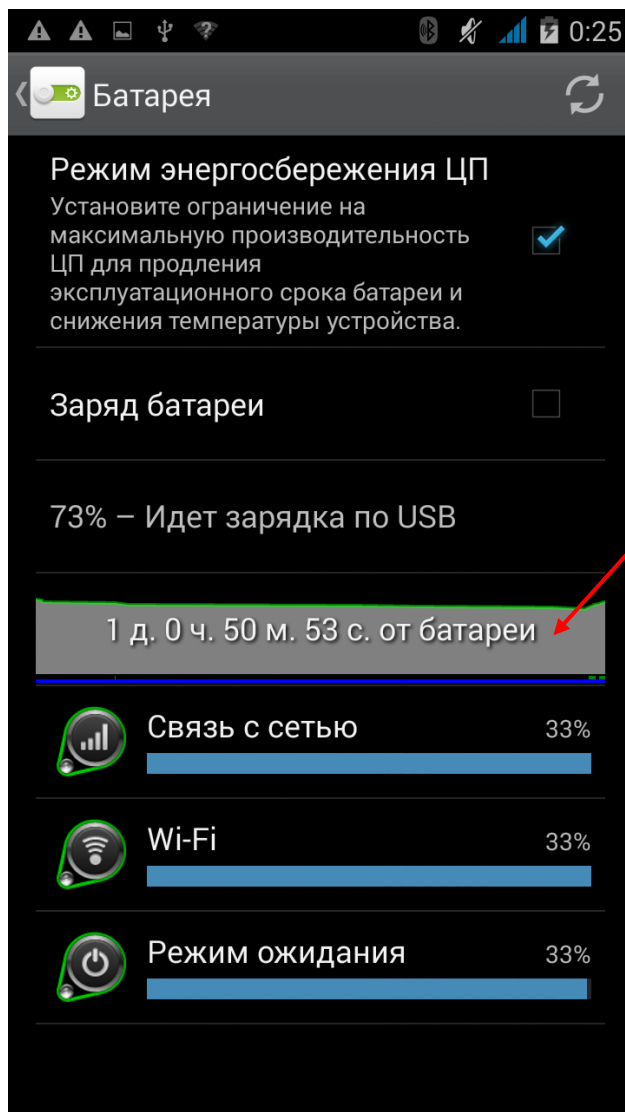 0:25
Батарея
Режим энергосбережения ЦП
Установите ограничение на
максимальную производительность
ЦП для продления
эксплуатационного срока батареи и
снижения температуры устройства.
Заряд батареи
73% – Идет зарядка по USB
1 д. 0 ч. 50 м. 53 с. от батареи
Связь с сетью 33%
Wi-Fi 33%
Режим ожидания 33%